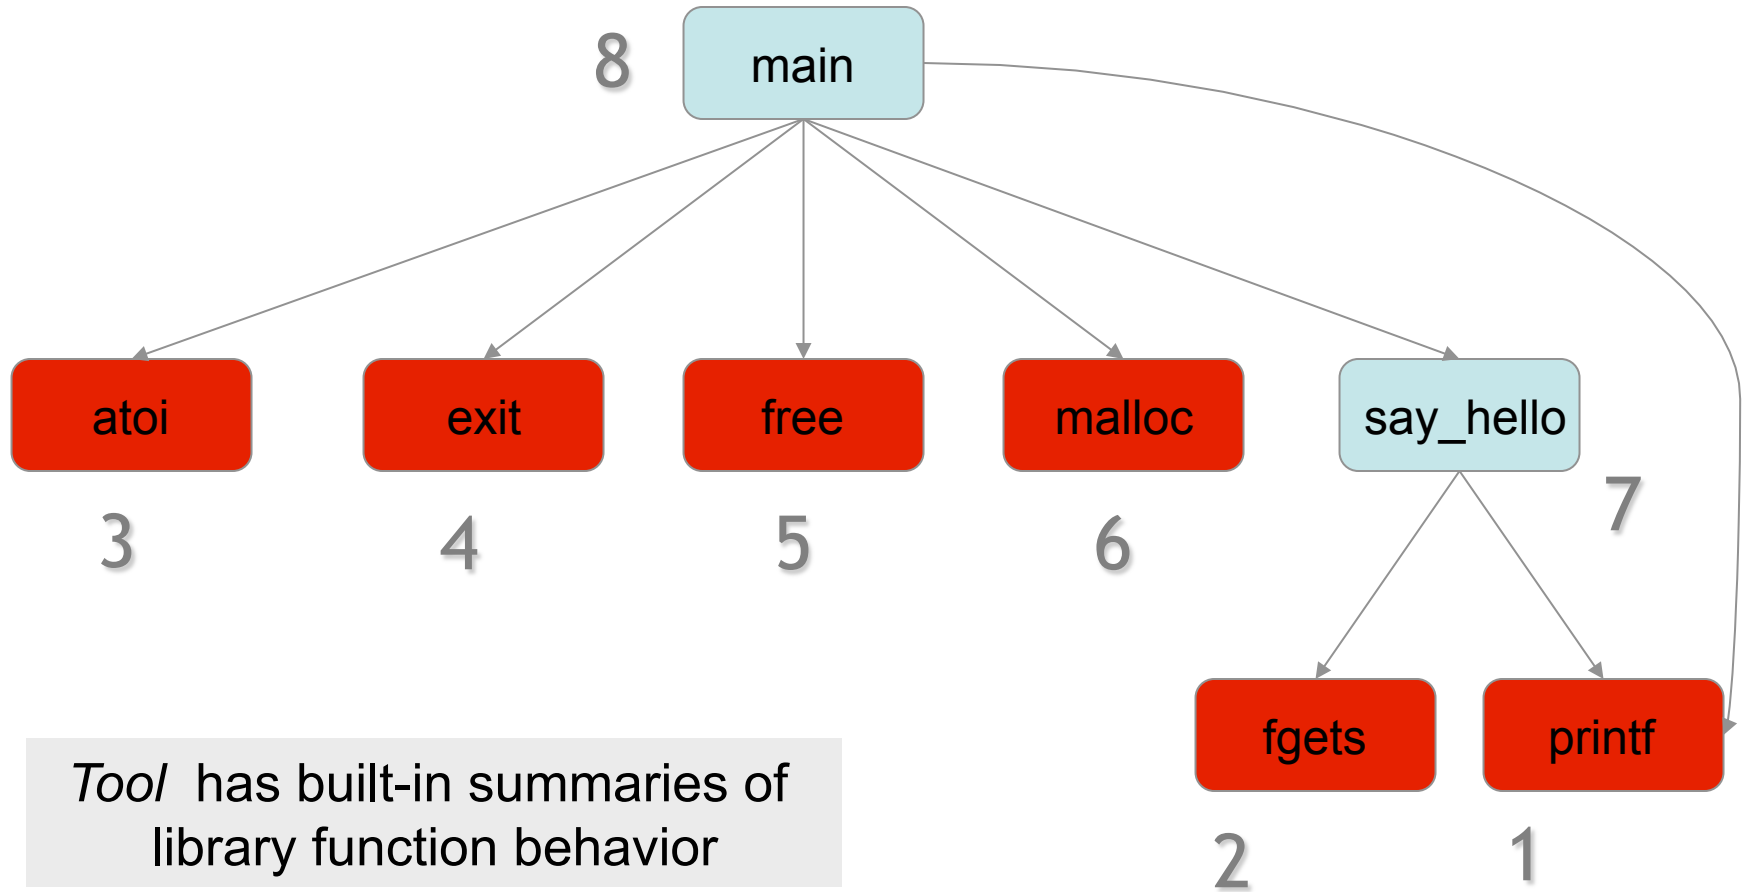 8
main
atoi
exit
free
malloc
say_hello
3
4
5
6
7
fgets
printf
Tool has built-in summaries of
library function behavior
2
1